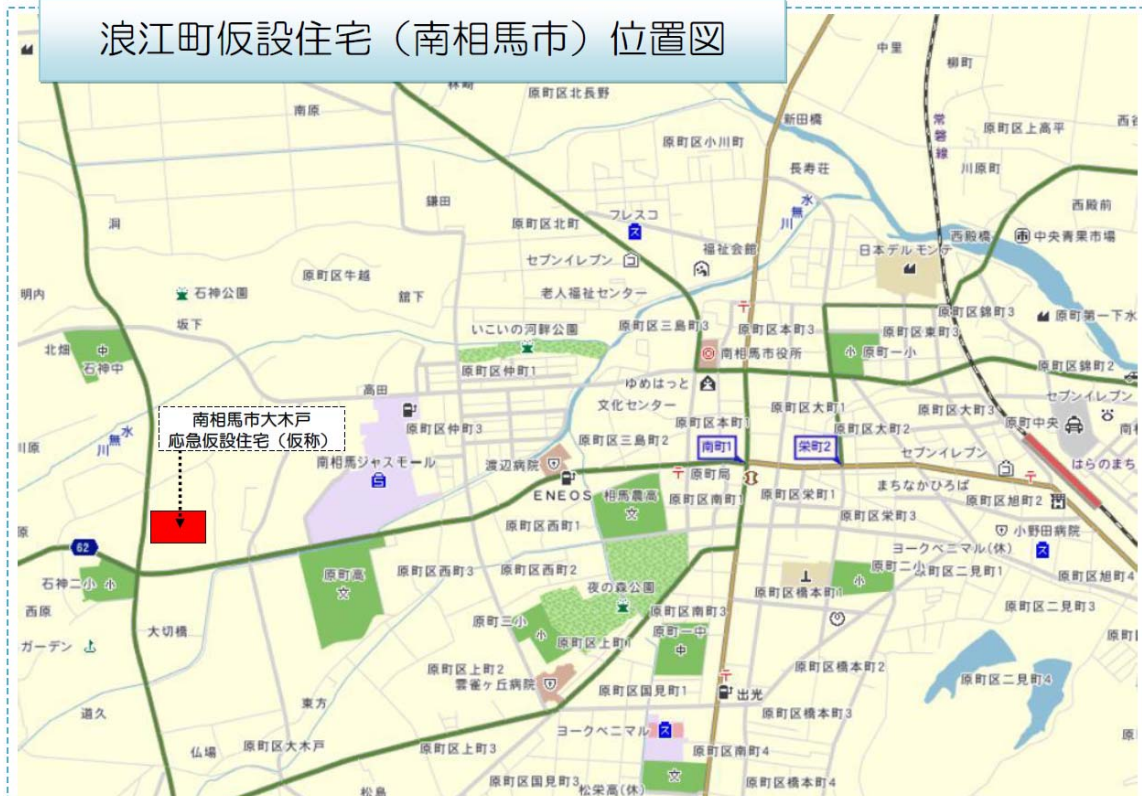 浪江町仮設住宅（南相馬市）位置図
中里
柳町
原町区北長野
南原
新田橋
常磐線
原町区上高平
原町区小川町
長寿荘
川原町
鎌田
水無川
西殿前
フレスコ
原町区北町
洞
福祉会館
西殿橋
中央青果市場
セブンイレブン
日本デルモンテ
原町区牛越
石神公園
舘下
明内
老人福祉センター
坂下
いこいの河畔公園
原町区三島町3
原町区本町3
原町区東町3
原町区錦町3
原町第一下水
北畑
中
石神中
南相馬市役所
小
原町一小
原町区仲町1
原町区錦町2
ゆめはっと
高田
文化センター
セブンイレブン
南相馬市大木戸
応急仮設住宅（仮称）
原町区大町1
原町区大町3
原町中央
原町区本町1
原町区大町2
原町区仲町3
水無川
川原
原町区三島町2
南町1
栄町2
セブンイレブン
南相馬ジャスモール
S
渡辺病院
原町局
はらのまち
ENEOS
相馬農高
文
原町区南町1
原町区栄町1
まちなかひろば
原町区旭町2
原
原町区西町1
原町区栄町3
小野田病院
62
ヨークベニマル(休)
ス
石神二小
小
原町高
文
原町区西町3
原町区西町2
原町二小
小
原町区二見町1
原町区旭町4
夜の森公園
原町区橋本町1
西原
原町区南町3
原町区二見町3
大切橋
原町三小
小
ガーデン
原町区上町1
原町一中
中
原町区上町2
原町区橋本町2
雲雀ヶ丘病院
原町区二見町4
原町区国見町1
出光
道久
東方
原町区橋本町3
ヨークベニマル
ス
仏場
原町区大木戸
原町区上町3
原町区南町4
文
松島
原町区国見町3
松栄高(休)
原町区橋本町4